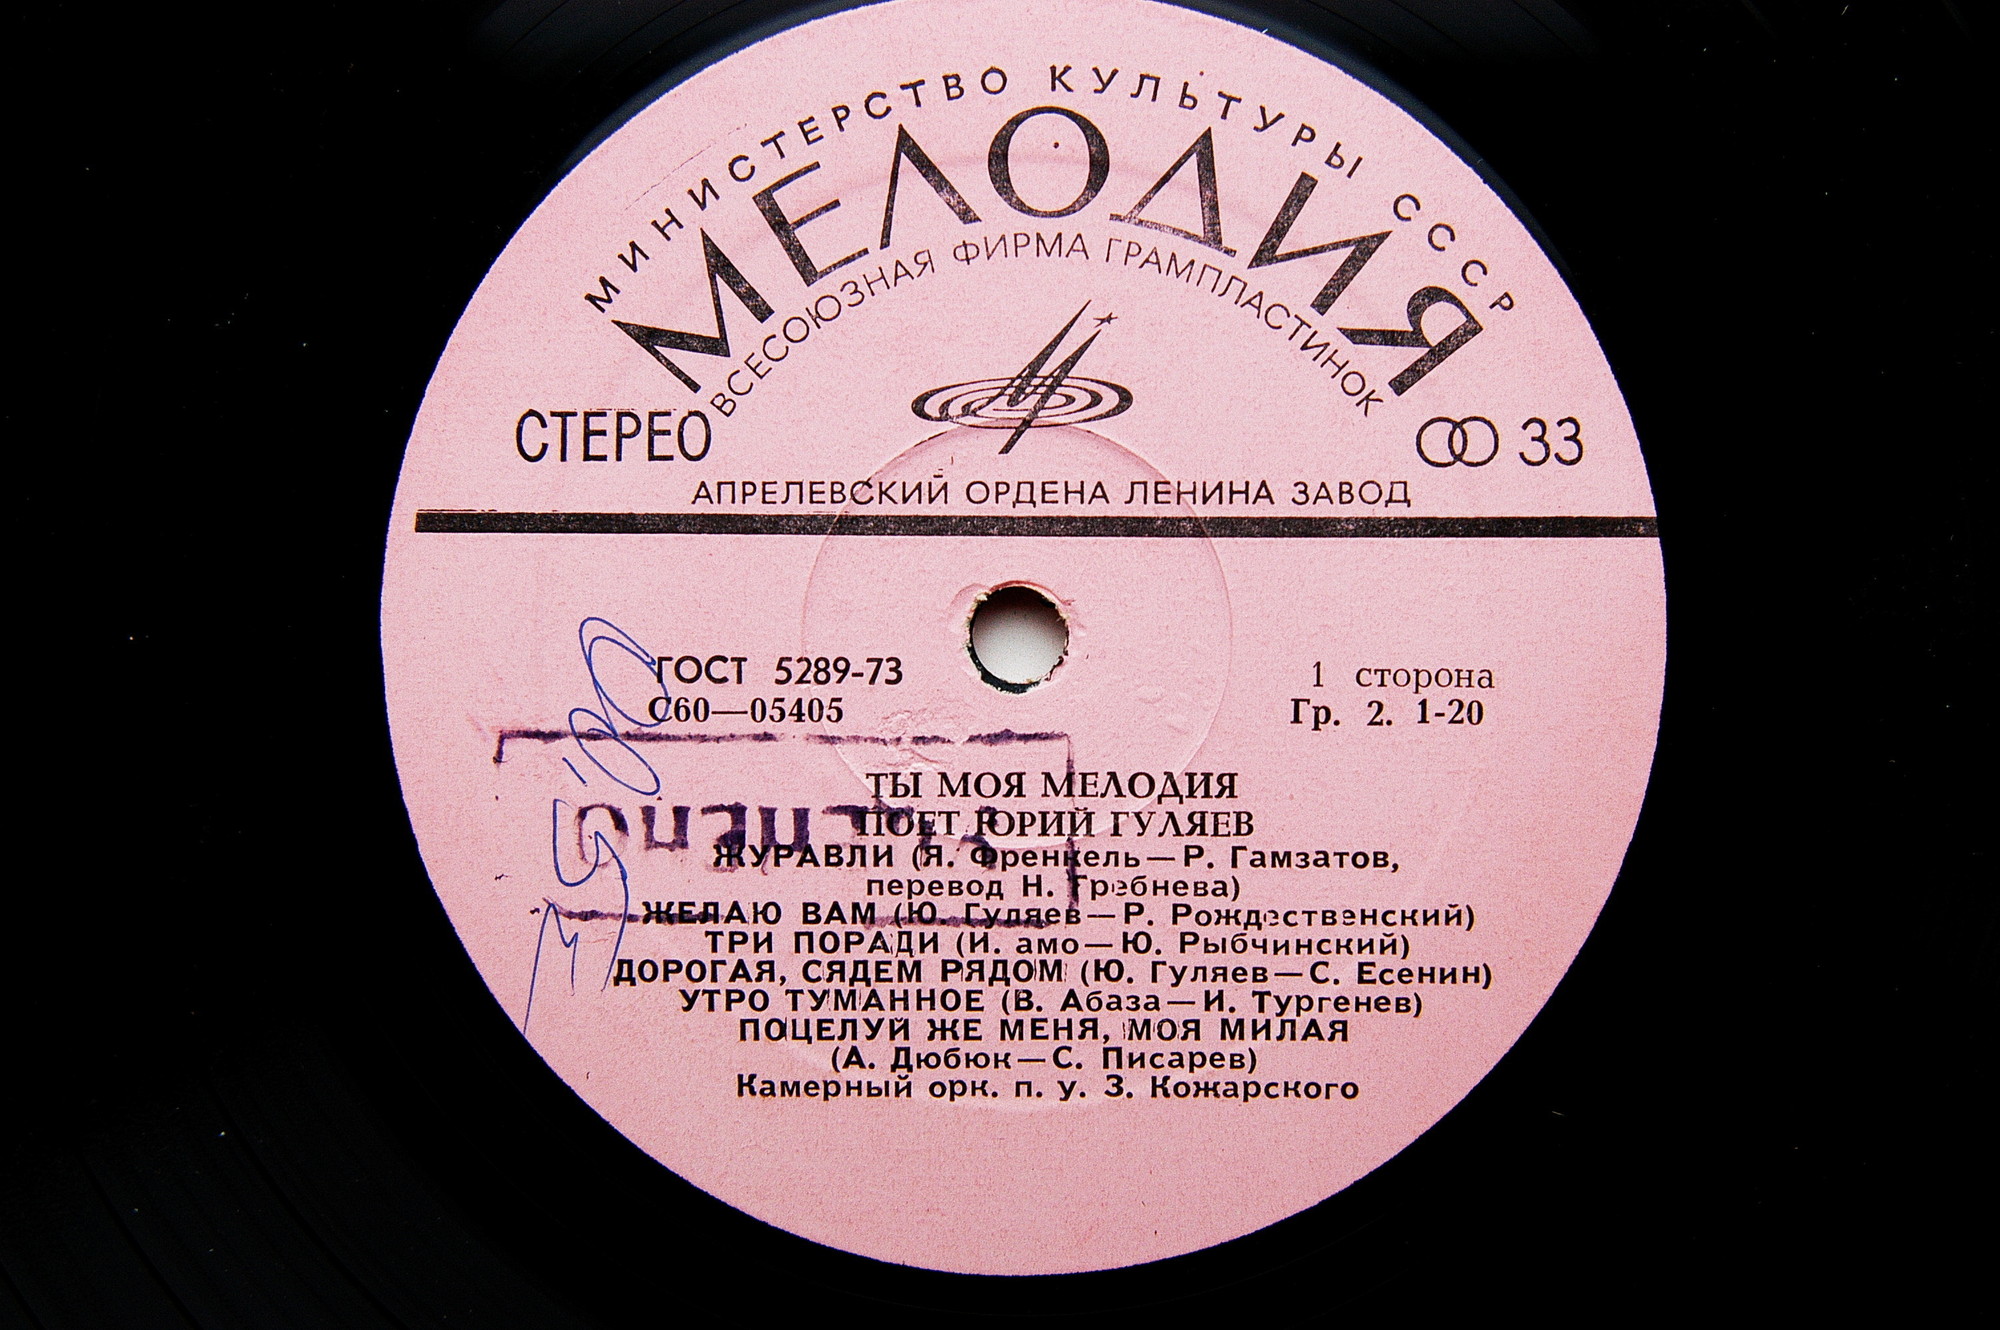 МИНИСТЕРСТВО КУЛЬТУРЫ СССР
МЕЛОДИЯ
ВСЕСОЮЗНАЯ ФИРМА ГРАМПЛАСТИНОК
СТЕРЕО
33
АПРЕЛЕВСКИЙ ОРДЕНА ЛЕНИНА ЗАВОД
ГОСТ 5289-73
1 сторона
С60—05405
Гр. 2. 1-20
ТЫ МОЯ МЕЛОДИЯ
ПОЕТ ЮРИЙ ГУЛЯЕВ
ЖУРАВЛИ (Я. Френкель—Р. Гамзатов,
перевод Н. Гребнева)
ЖЕЛАЮ ВАМ (Ю. Гуляев—Р. Рождественский)
ТРИ ПОРАДИ (И. амо—Ю. Рыбчинский)
ДОРОГАЯ, СЯДЕМ РЯДОМ (Ю. Гуляев—С. Есенин)
УТРО ТУМАННОЕ (В. Абаза—И. Тургенев)
ПОЦЕЛУЙ ЖЕ МЕНЯ, МОЯ МИЛАЯ
(А. Дюбюк—С. Писарев)
Камерный орк. п. у. З. Кожарского